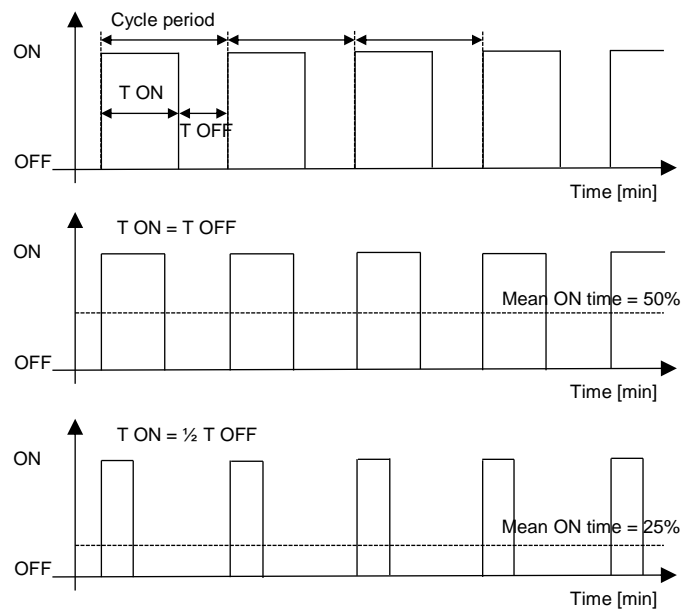 Cycle period
ON
T ON
T OFF
OFF
Time [min]
T ON = T OFF
ON
Mean ON time = 50%
OFF
Time [min]
T ON = ½ T OFF
ON
Mean ON time = 25%
OFF
Time [min]